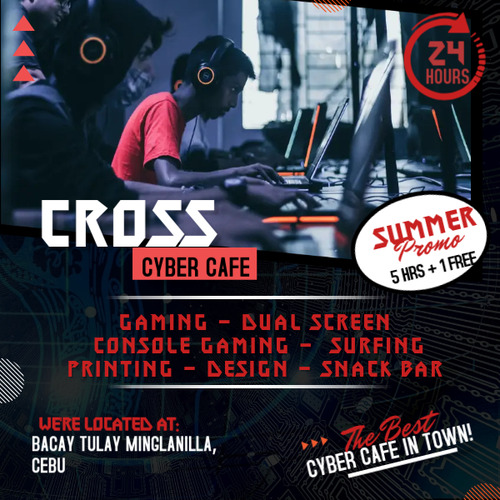 24
HOURS
CROSS
CYBER CAFE
SUMMER
Promo
5 HRS + 1 FREE
GAMING - DUAL SCREEN
CONSOLE GAMING - SURFING
PRINTING - DESIGN - SNACK BAR
WERE LOCATED AT:
BACAY TULAY MINGLANILLA,
CEBU
The Best
CYBER CAFE IN TOWN!